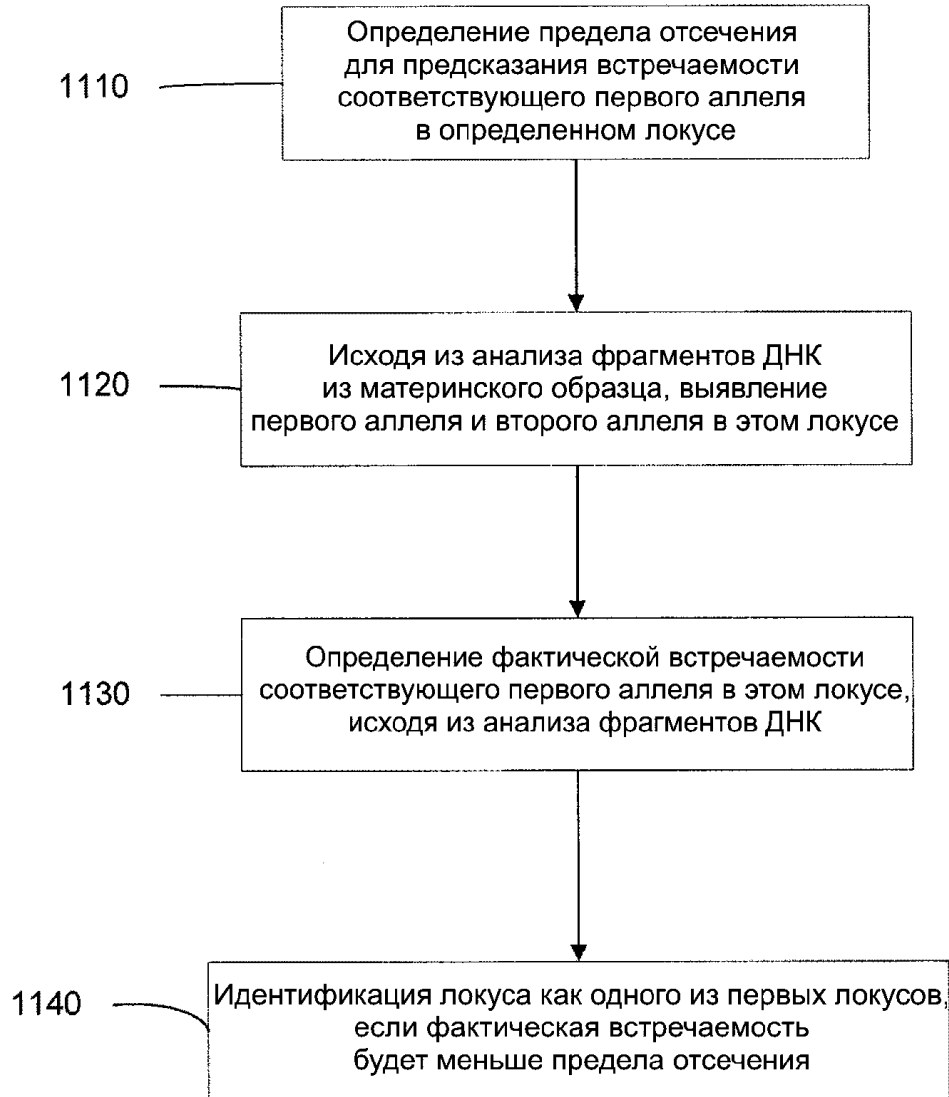 1110
Определение предела отсечения
для предсказания встречаемости
соответствующего первого аллеля
в определенном локусе
1120
Исходя из анализа фрагментов ДНК
из материнского образца, выявление
первого аллеля и второго аллеля в этом локусе
1130
Определение фактической встречаемости
соответствующего первого аллеля в этом локусе,
исходя из анализа фрагментов ДНК
1140
Идентификация локуса как одного из первых локусов,
если фактическая встречаемость
будет меньше предела отсечения